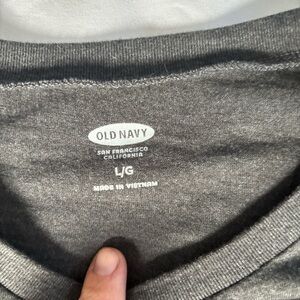 OLD NAVY
SAN FRANCISCO
CALIFORNIA
L/G
MADE IN VIETNAM